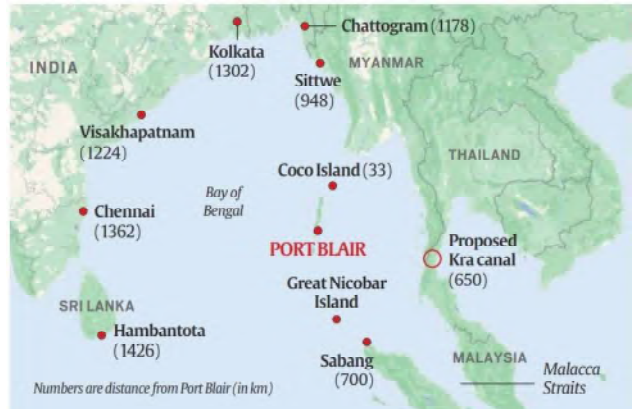 Chattogram (1178)
Kolkata
(1302)
INDIA
MYANMAR
Sittwe
(948)
Visakhapatnam
(1224)
THAILAND
Coco Island (33)
Bay of
Bengal
Chennai
(1362)
PORT BLAIR
Proposed
Kra canal
(650)
Great Nicobar
Island
SRI LANKA
Hambantota
(1426)
Sabang
(700)
MALAYSIA
Malacca
Straits
Numbers are distance from Port Blair (in km)